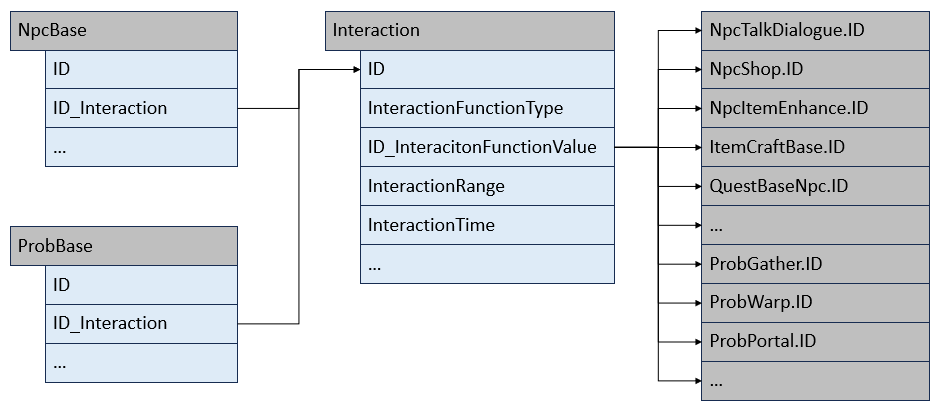 NpcBase
ID
ID_Interaction
...
ProbBase
ID
ID_Interaction
...
Interaction
ID
InteractionFunctionType
ID_InteracitonFunctionValue
InteractionRange
InteractionTime
...
NpcTalkDialogue.ID
NpcShop.ID
NpcItemEnhance.ID
ItemCraftBase.ID
QuestBaseNpc.ID
...
ProbGather.ID
ProbWarp.ID
ProbPortal.ID
...